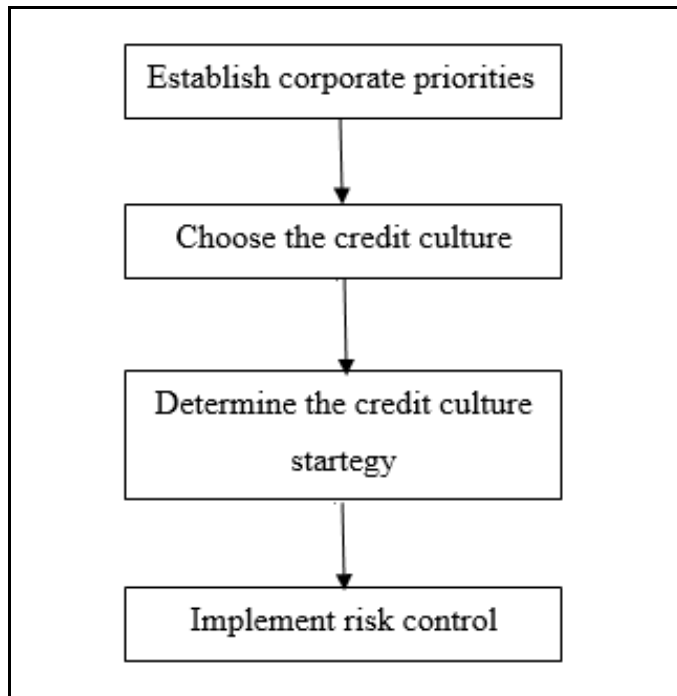 Establish corporate priorities
Choose the credit culture
Determine the credit culture
startegy
Implement risk control